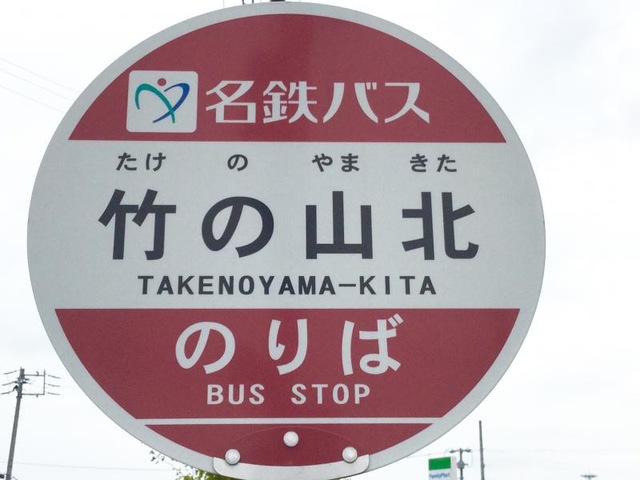 名鉄バス
たけ の やま きた
竹の山北
TAKENOYAMA-KITA
のりば
BUS STOP
FamilyMart